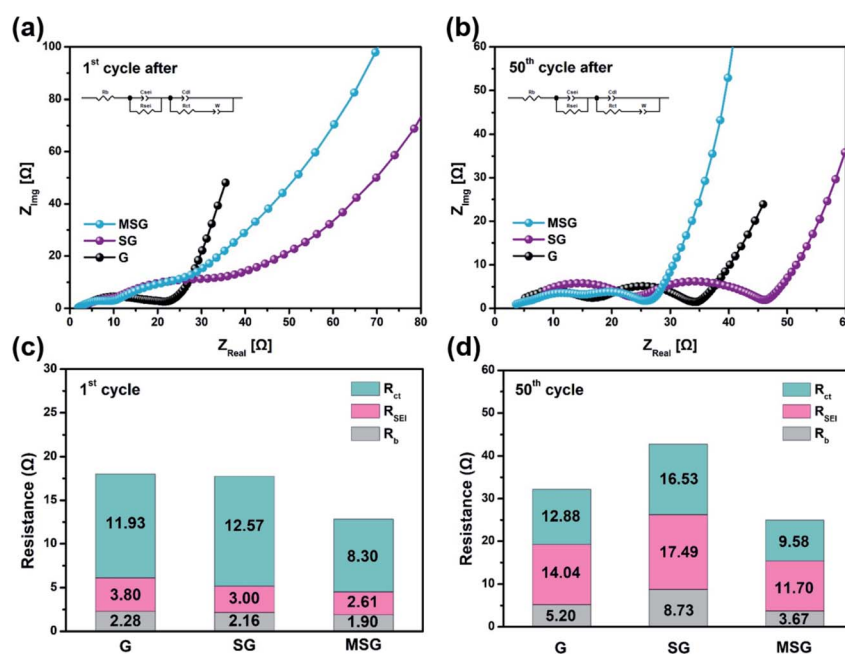 (a)
1st cycle after
Rb
Csei
Rsei
Cdl
Rct
W
MSG
SG
G
ZImg [Ω]
100
80
60
40
20
0
0 10 20 30 40 50 60 70 80
ZReal [Ω]
(b)
50th cycle after
Rb
Csei
Rsei
Cdl
Rct
W
MSG
SG
G
ZImg [Ω]
60
50
40
30
20
10
0
0 10 20 30 40 50 60
ZReal [Ω]
(c)
1st cycle
Rct
RSEI
Rb
Resistance (Ω)
30
25
20
15
10
5
0
11.93 12.57 8.30
3.80 3.00 2.61
2.28 2.16 1.90
G SG MSG
(d)
50th cycle
Rct
RSEI
Rb
Resistance (Ω)
60
50
40
30
20
10
0
12.88 16.53 9.58
14.04 17.49 11.70
5.20 8.73 3.67
G SG MSG